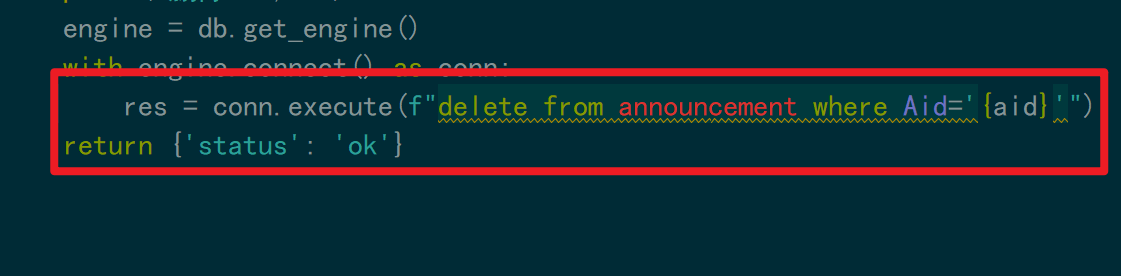 engine = db.get_engine()
with engine.connect() as conn:
res = conn.execute(f"delete from announcement where Aid='{aid}'")
return {'status': 'ok'}